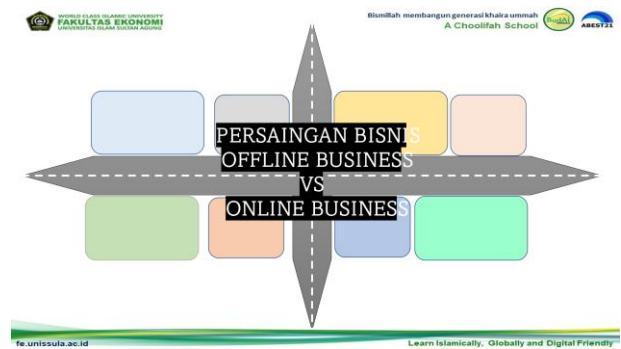 WORLD CLASS ISLAMIC UNIVERSITY
FAKULTAS EKONOMI
UNIVERSITAS ISLAM SULTAN AGUNG
Bismillah membangun generasi khaira ummah
A Choolifah School
BudAI
ABEST21
PERSAINGAN BISNIS
OFFLINE BUSINESS
VS
ONLINE BUSINESS
fe.unissula.ac.id
Learn Islamically, Globally and Digital Friendly